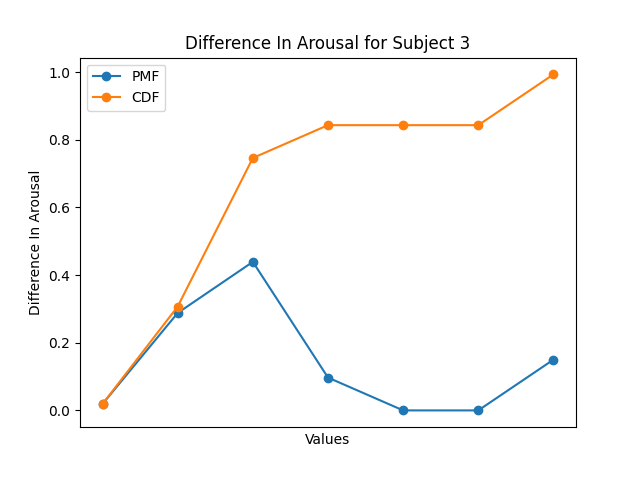 Difference In Arousal for Subject 3
PMF
CDF
1.0
0.8
0.6
0.4
0.2
0.0
Difference In Arousal
Values